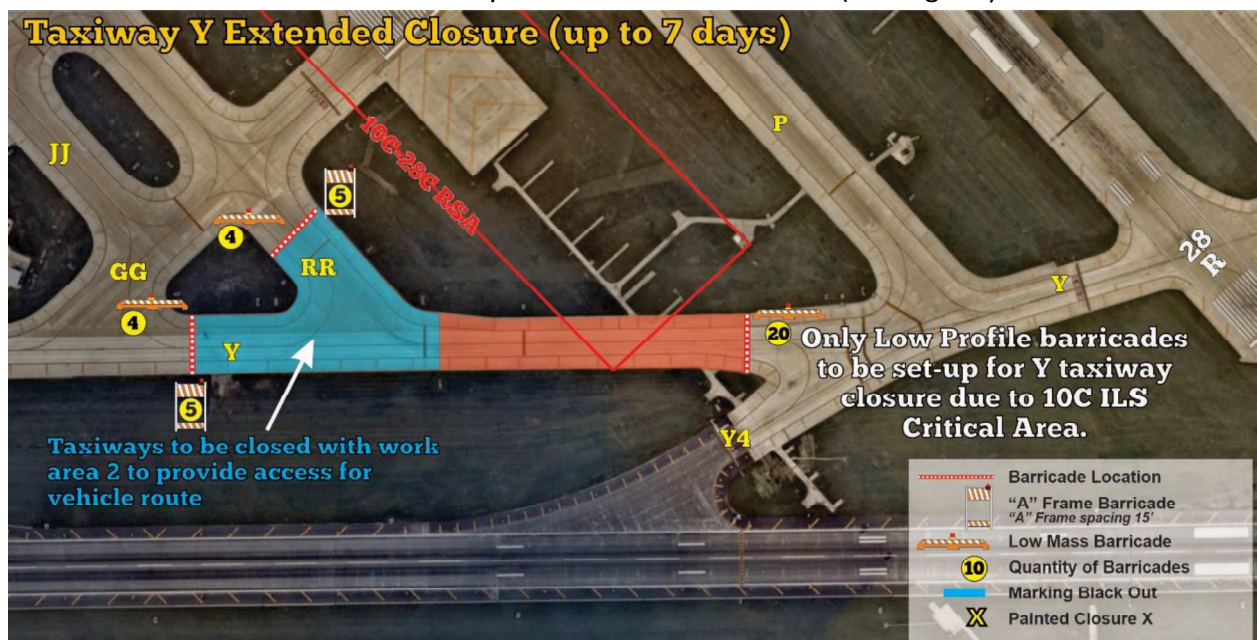 Taxiway Y Extended Closure (up to 7 days)
10C-28C-RSA
P
JJ
5
4
RR
GG
28
R
Y
4
20
Y
Only Low Profile barricades
to be set-up for Y taxiway
closure due to 10C ILS
Critical Area.
5
Y4
Taxiways to be closed with work
area 2 to provide access for
vehicle route
Barricade Location
"A" Frame Barricade
"A" Frame spacing 15'
Low Mass Barricade
10
Quantity of Barricades
Marking Black Out
X
Painted Closure X